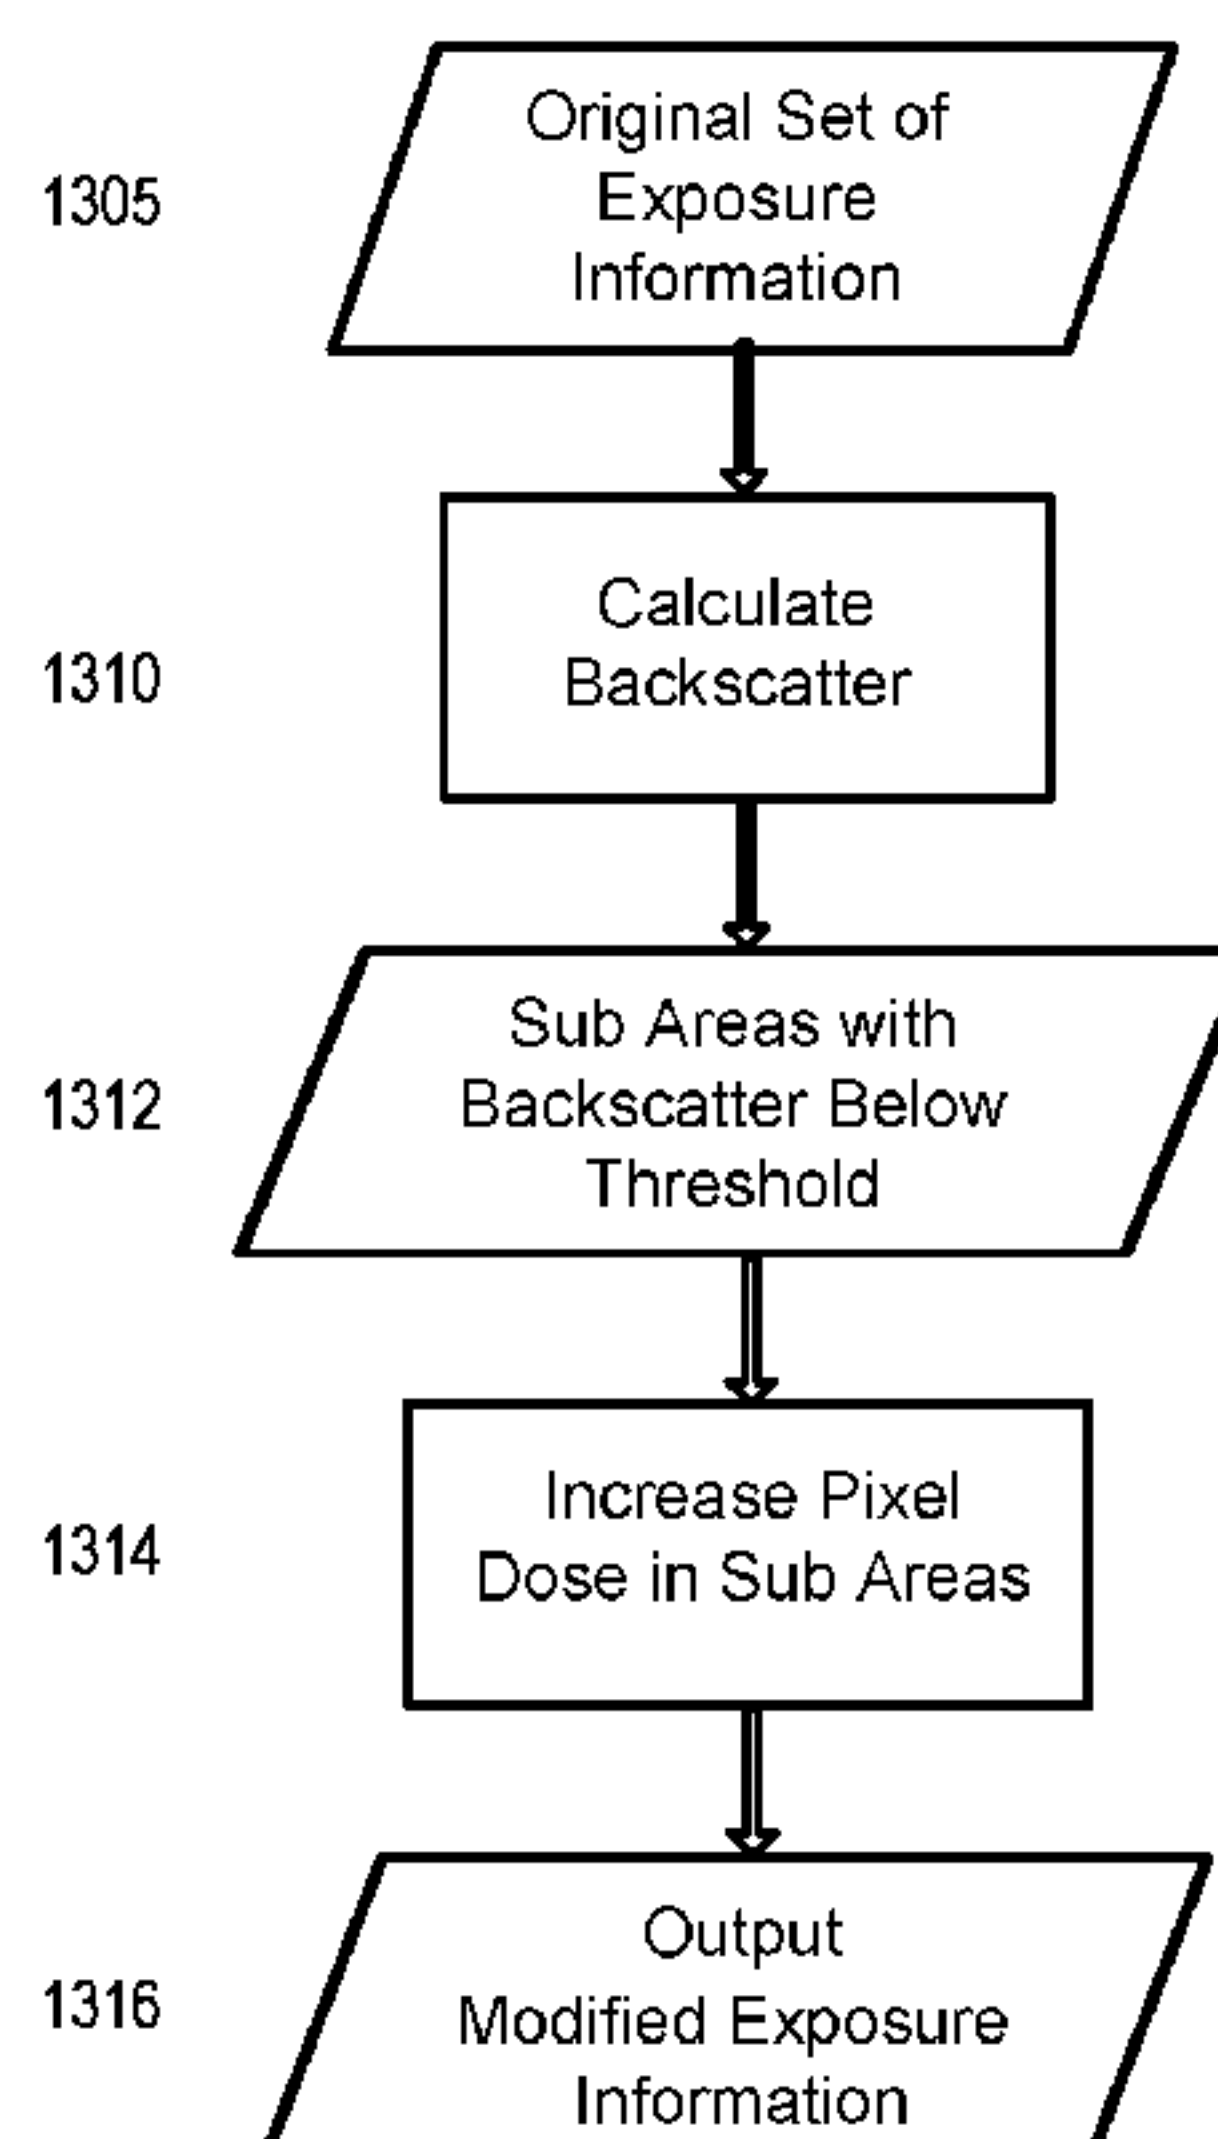 Original Set of
1305
Exposure
Information
Calculate
1310
Backscatter
Sub Areas with
1312
Backscatter Below
Threshold
Increase Pixel
1314
Dose in Sub Areas
Output
1316
Modified Exposure
Information